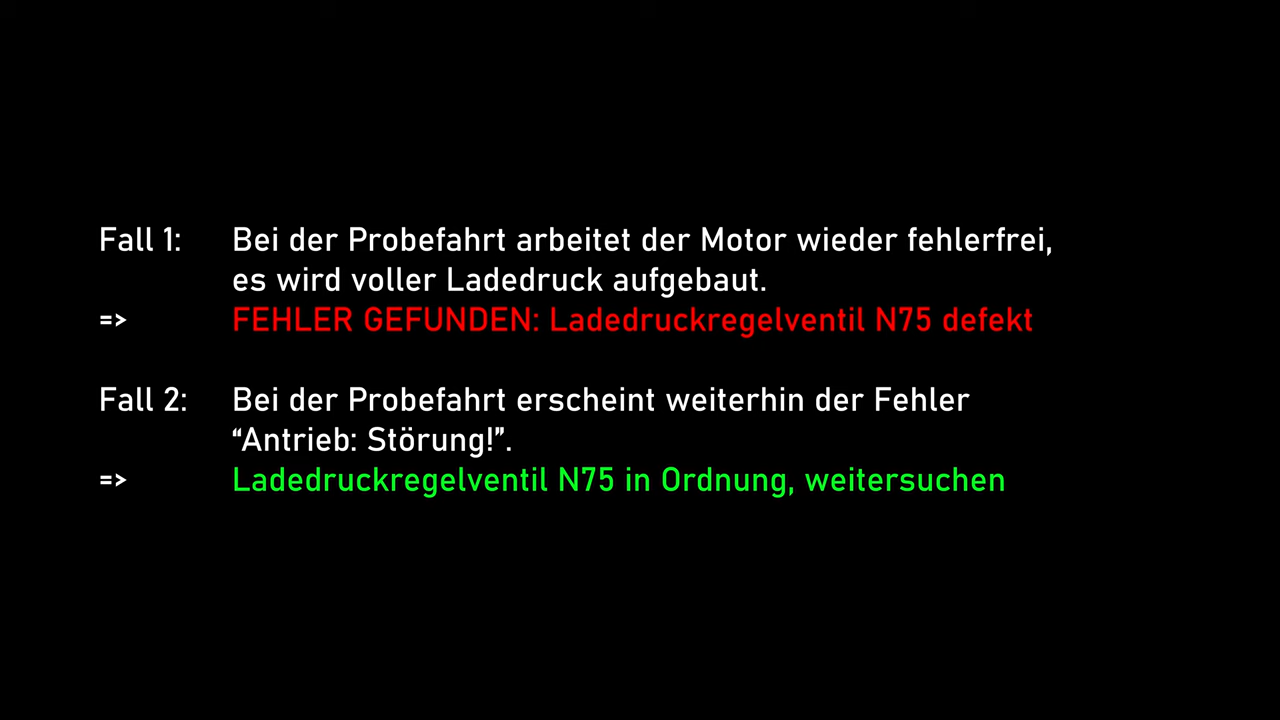 Fall 1: Bei der Probefahrt arbeitet der Motor wieder fehlerfrei,
es wird voller Ladedruck aufgebaut.
=> FEHLER GEFUNDEN: Ladedruckregelventil N75 defekt
Fall 2: Bei der Probefahrt erscheint weiterhin der Fehler
“Antrieb: Störung!”.
=> Ladedruckregelventil N75 in Ordnung, weitersuchen